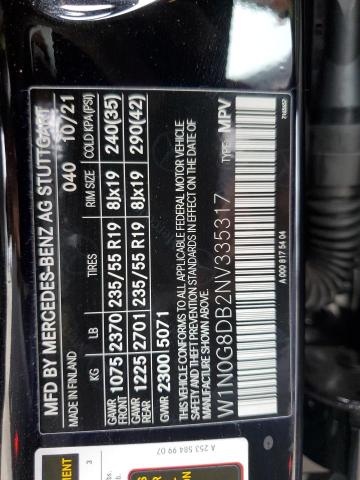 MFD BY MERCEDES-BENZ AG STUTTGART
MADE IN FINLAND 040 10/21
KG LB TIRES RIM SIZE COLD KPA(PSI)
GAWR FRONT 1075 2370 235/55 R19 8Jx19 240(35)
GAWR REAR 1225 2701 235/55 R19 8Jx19 290(42)
GVWR 2300 5071
THIS VEHICLE CONFORMS TO ALL APPLICABLE FEDERAL MOTOR VEHICLE
SAFETY AND THEFT PREVENTION STANDARDS IN EFFECT ON THE DATE OF
MANUFACTURE SHOWN ABOVE.
W1N0G8DB2NV335317 TYPE: MPV
A 000 817 54 04
A 253 584 99 07
3